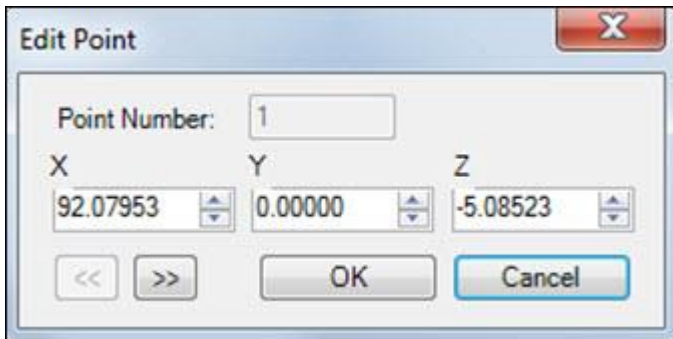 Edit Point
Point Number: 1
X Y Z
92.07953 0.00000 -5.08523
<< >> OK Cancel